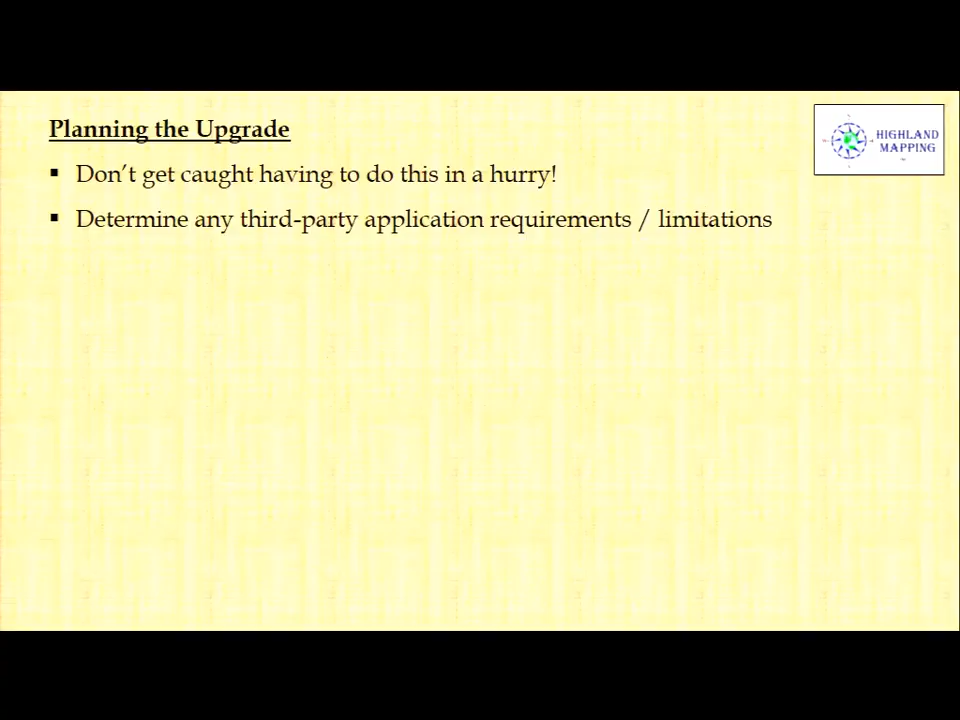 Planning the Upgrade
HIGHLAND
MAPPING
▪ Don’t get caught having to do this in a hurry!
▪ Determine any third-party application requirements / limitations